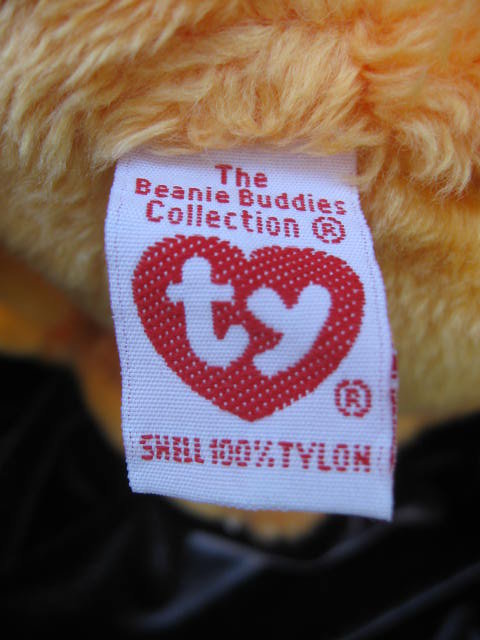 The
Beanie Buddies
Collection ®
ty
®
SHELL 100% TYLON